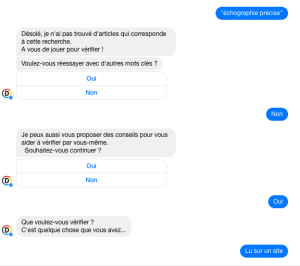 "échographie précise"
Désolé, je n'ai pas trouvé d'articles qui corresponde
à cette recherche.
A vous de jouer pour vérifier !
Voulez-vous réessayer avec d'autres mots clés ?
Oui
Non
Non
Je peux aussi vous proposer des conseils pour vous
aider à vérifier par vous-même.
Souhaitez-vous continuer ?
Oui
Non
Oui
Que voulez-vous vérifier ?
C'est quelque chose que vous avez...
Lu sur un site